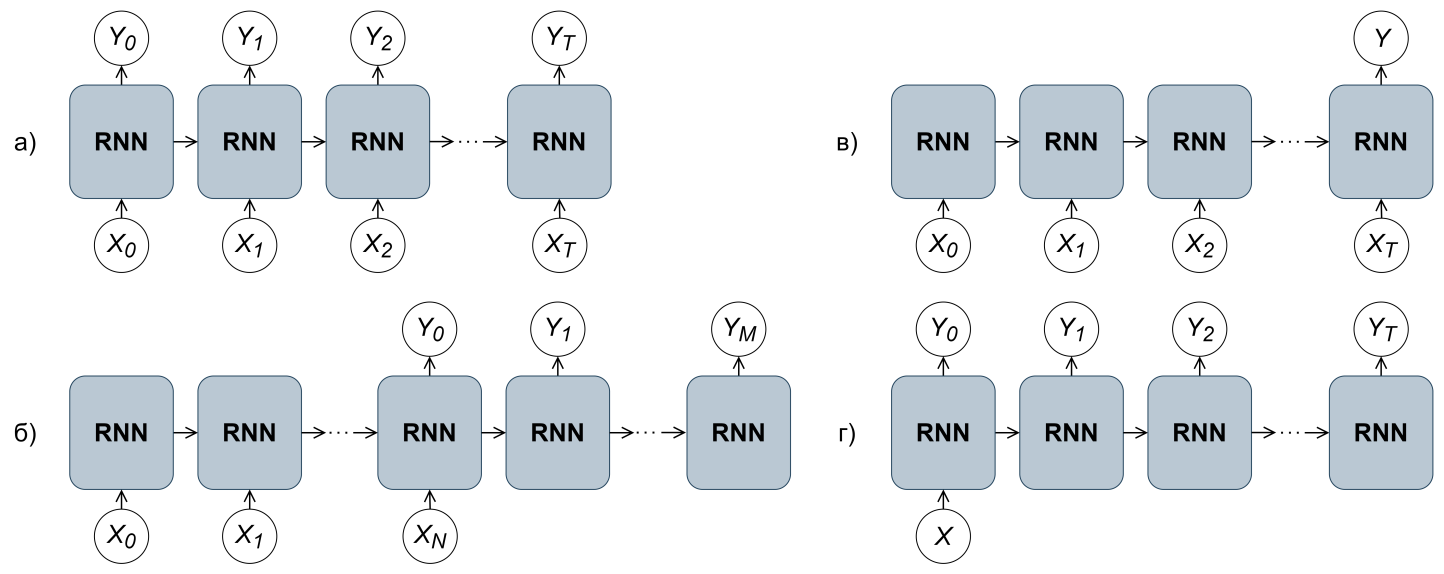 Y0 Y1 Y2 YT
а) RNN RNN RNN ... RNN
X0 X1 X2 XT
Y
в) RNN RNN RNN ... RNN
X0 X1 X2 XT
Y0 Y1 YM
б) RNN RNN ... RNN RNN ... RNN
X0 X1 XN
Y0 Y1 Y2 YT
г) RNN RNN RNN ... RNN
X